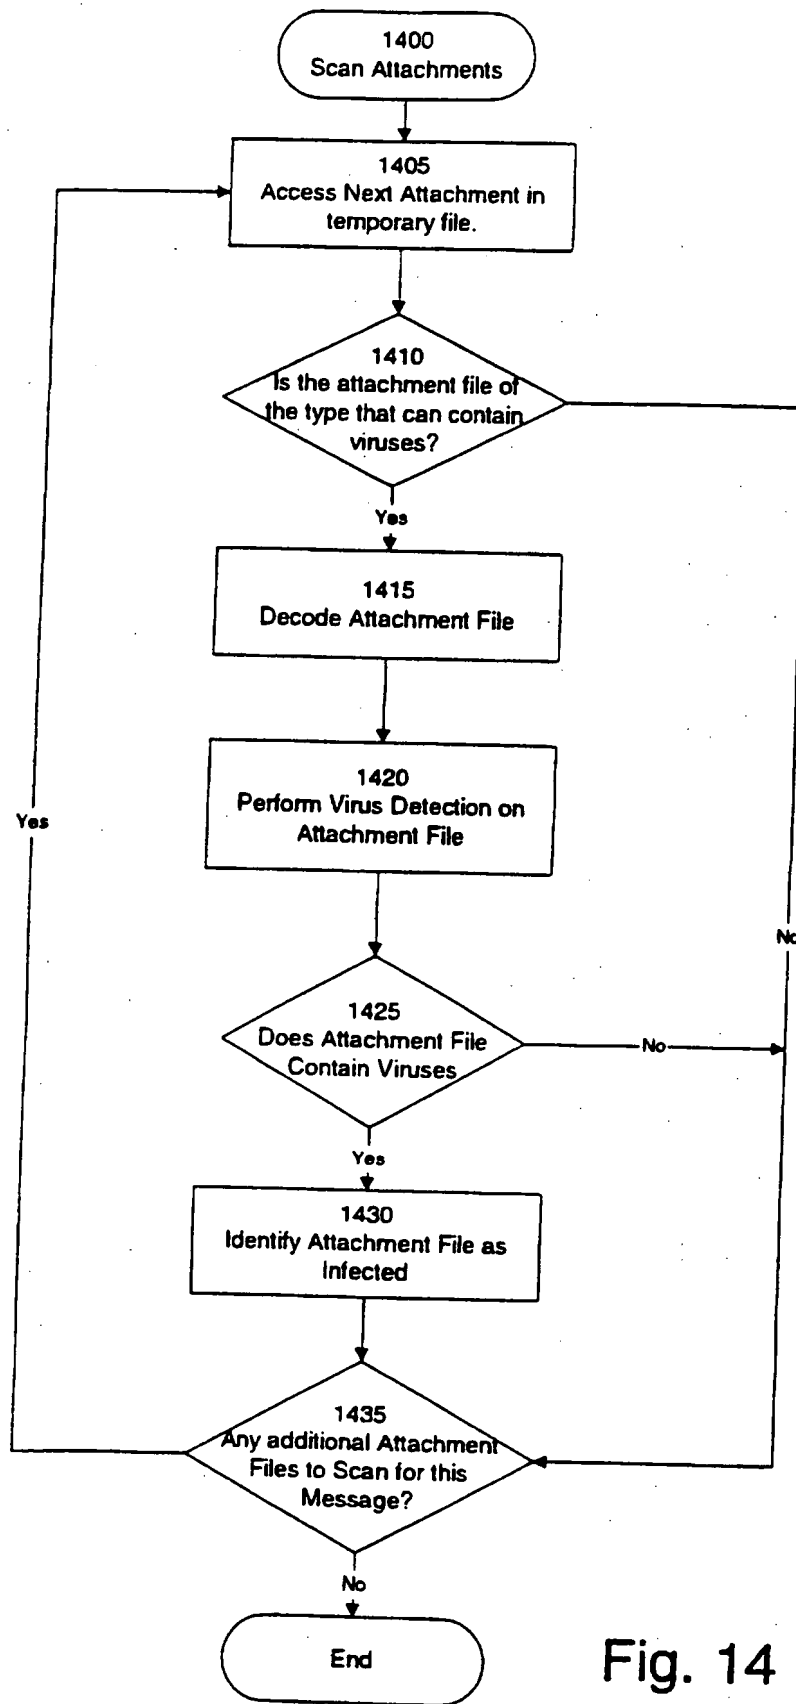 1400
Scan Attachments
1405
Access Next Attachment in
temporary file.
1410
Is the attachment file of
the type that can contain
viruses?
Yes
1415
Decode Attachment File
1420
Perform Virus Detection on
Attachment File
Yes
No
1425
Does Attachment File
Contain Viruses
No
Yes
1430
Identify Attachment File as
Infected
1435
Any additional Attachment
Files to Scan for this
Message?
No
End
Fig. 14